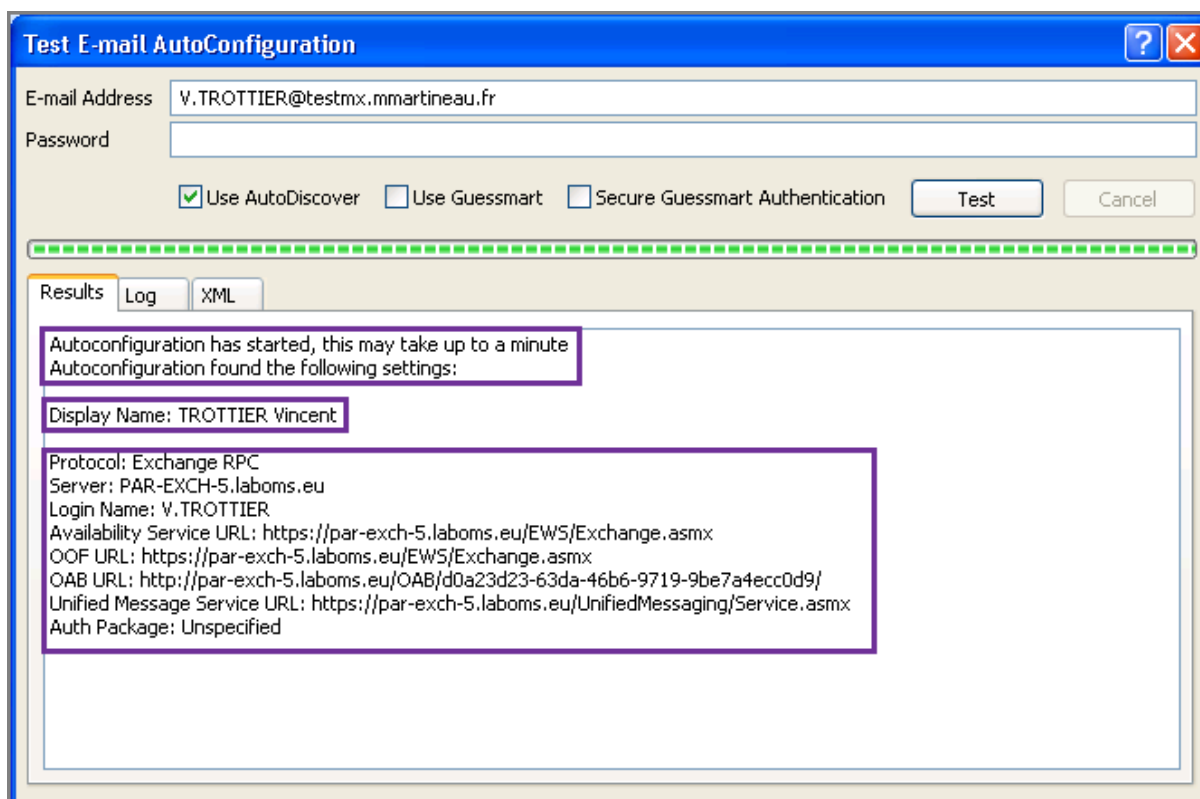 Test E-mail AutoConfiguration
E-mail Address V.TROTTIER@testmx.mmartineau.fr
Password
Use AutoDiscover Use Guessmart Secure Guessmart Authentication Test Cancel
Results Log XML
Autoconfiguration has started, this may take up to a minute
Autoconfiguration found the following settings:
Display Name: TROTTIER Vincent
Protocol: Exchange RPC
Server: PAR-EXCH-5.laboms.eu
Login Name: V.TROTTIER
Availability Service URL: https://par-exch-5.laboms.eu/EWS/Exchange.asmx
OOF URL: https://par-exch-5.laboms.eu/EWS/Exchange.asmx
OAB URL: http://par-exch-5.laboms.eu/OAB/d0a23d23-63da-46b6-9719-9be7a4ecc0d9/
Unified Message Service URL: https://par-exch-5.laboms.eu/UnifiedMessaging/Service.asmx
Auth Package: Unspecified